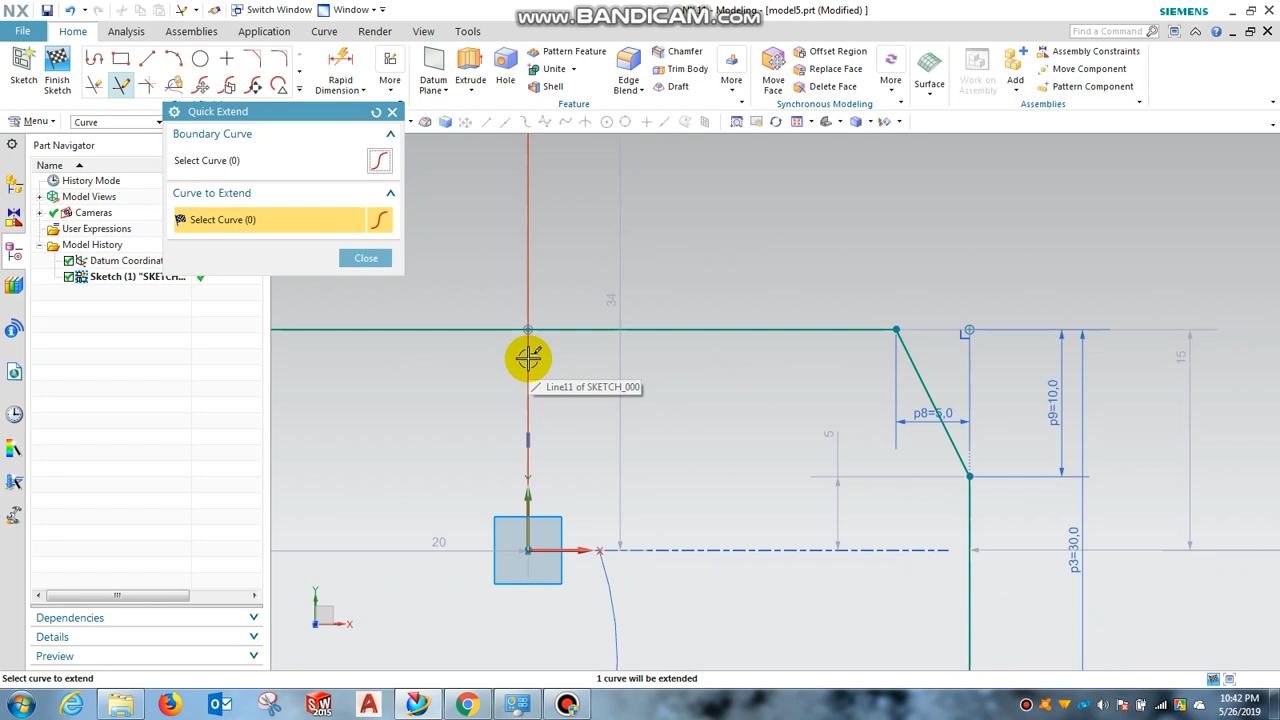 NX
Switch Window
Window
www.BANDICAM.com
Modeling - [model5.prt (Modified) ]
SIEMENS
File
Home
Analysis
Assemblies
Application
Curve
Render
View
Tools
Find a Command
Sketch
Finish Sketch
Rapid Dimension
More
Datum Plane
Extrude
Hole
Pattern Feature
Unite
Shell
Edge Blend
Chamfer
Trim Body
Draft
More
Move Face
Offset Region
Replace Face
Delete Face
More
Surface
Work on Assembly
Add
Assembly Constraints
Move Component
Pattern Component
Feature
Synchronous Modeling
Assemblies
Menu
Curve
Quick Extend
Boundary Curve
Select Curve (0)
Curve to Extend
Select Curve (0)
Close
Part Navigator
Name
History Mode
Model Views
Cameras
User Expressions
Model History
Datum Coordinat
Sketch (1) "SKETCH...
Dependencies
Details
Preview
34
Line11 of SKETCH_000
p8=5,0
p9=10,0
15
5
20
p3=30,0
Y
X
X
Select curve to extend
1 curve will be extended
SW
2015
A
10:42 PM
5/26/2019